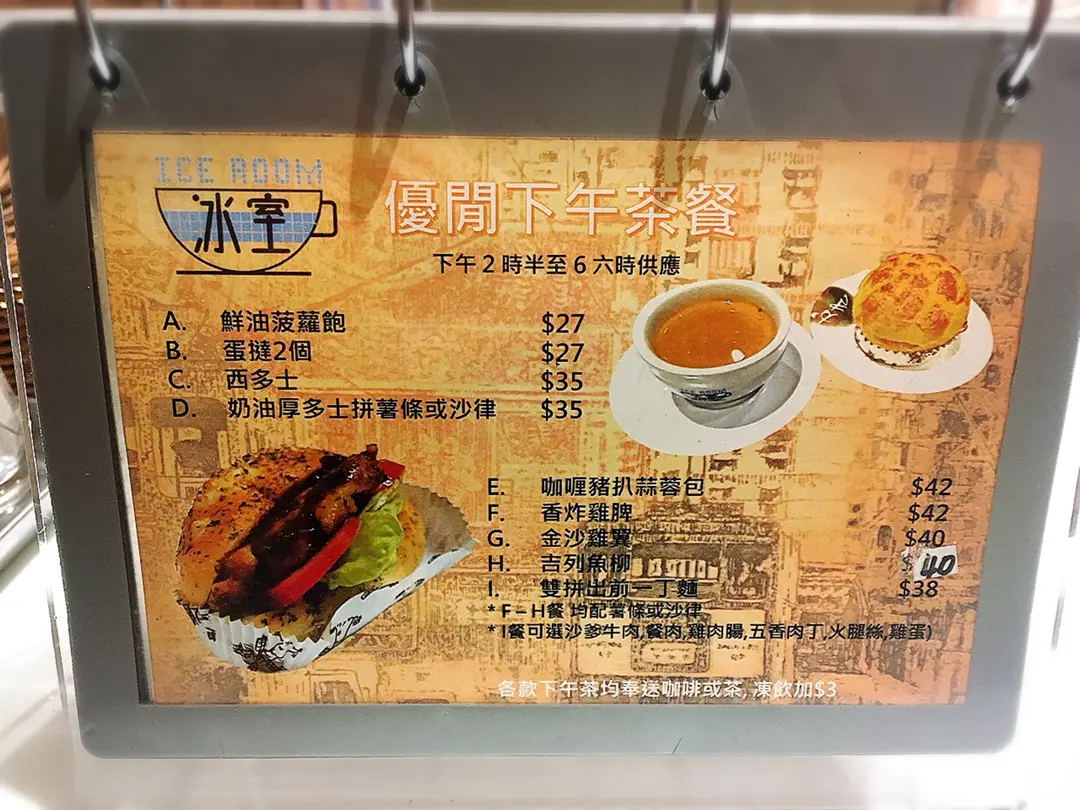 ICE ROOM
冰室
優閒下午茶餐
下午2時半至6六時供應
A. 鮮油菠蘿飽 $27
B. 蛋撻2個 $27
C. 西多士 $35
D. 奶油厚多士拼薯條或沙律 $35
E. 咖喱豬扒蒜蓉包 $42
F. 香炸雞脾 $42
G. 金沙雞翼 $40
H. 吉列魚柳 $40
I. 雙拼出前一丁麵 $38
*F–H餐 均配薯條或沙律
*I餐可選沙爹牛肉,餐肉,雞肉腸,五香肉丁,火腿絲,雞蛋)
各款下午茶均奉送咖啡或茶, 凍飲加$3